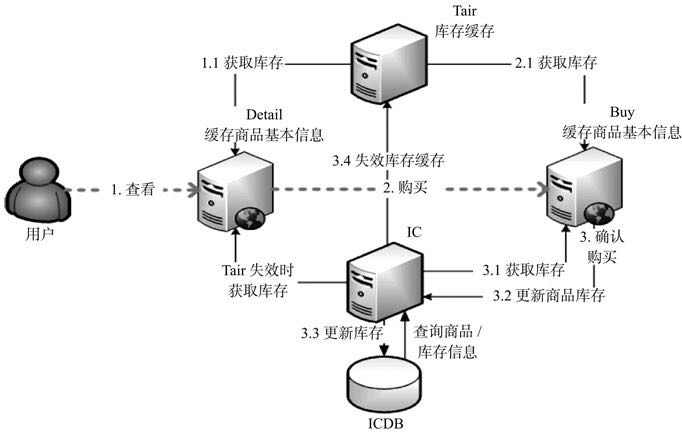 Tair
库存缓存
1.1 获取库存
2.1 获取库存
Detail
缓存商品基本信息
Buy
缓存商品基本信息
3.4 失效库存缓存
1. 查看
2. 购买
用户
IC
3. 确认
购买
Tair 失效时
获取库存
3.1 获取库存
3.2 更新商品库存
3.3 更新库存
查询商品 /
库存信息
ICDB